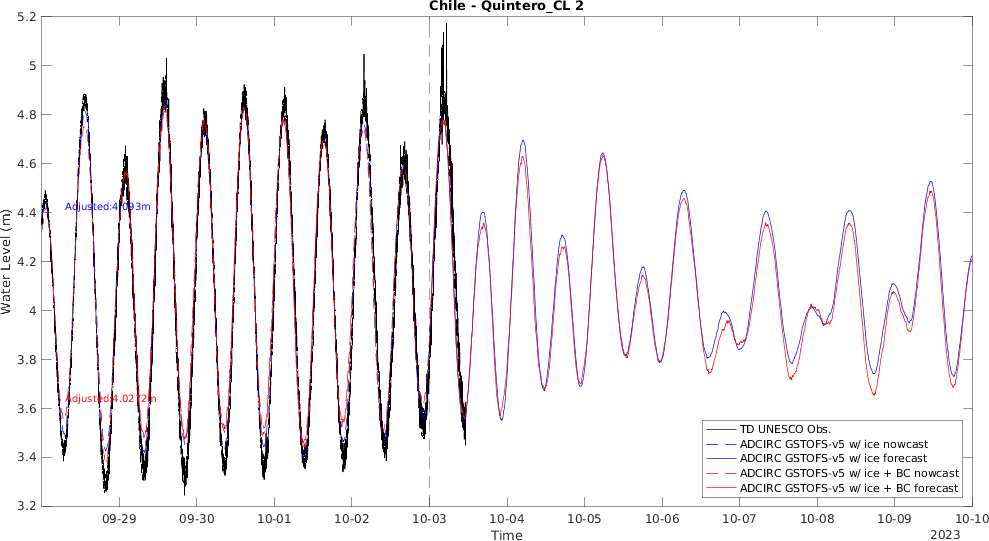 Chile - Quintero_CL 2
Water Level (m)
5.2
5
4.8
4.6
4.4
4.2
4
3.8
3.6
3.4
3.2
Adjusted:4.093m
Adjusted:4.0272m
TD UNESCO Obs.
ADCIRC GSTOFS-v5 w/ ice nowcast
ADCIRC GSTOFS-v5 w/ ice forecast
ADCIRC GSTOFS-v5 w/ ice + BC nowcast
ADCIRC GSTOFS-v5 w/ ice + BC forecast
09-29 09-30 10-01 10-02 10-03 10-04 10-05 10-06 10-07 10-08 10-09 10-10
Time
2023